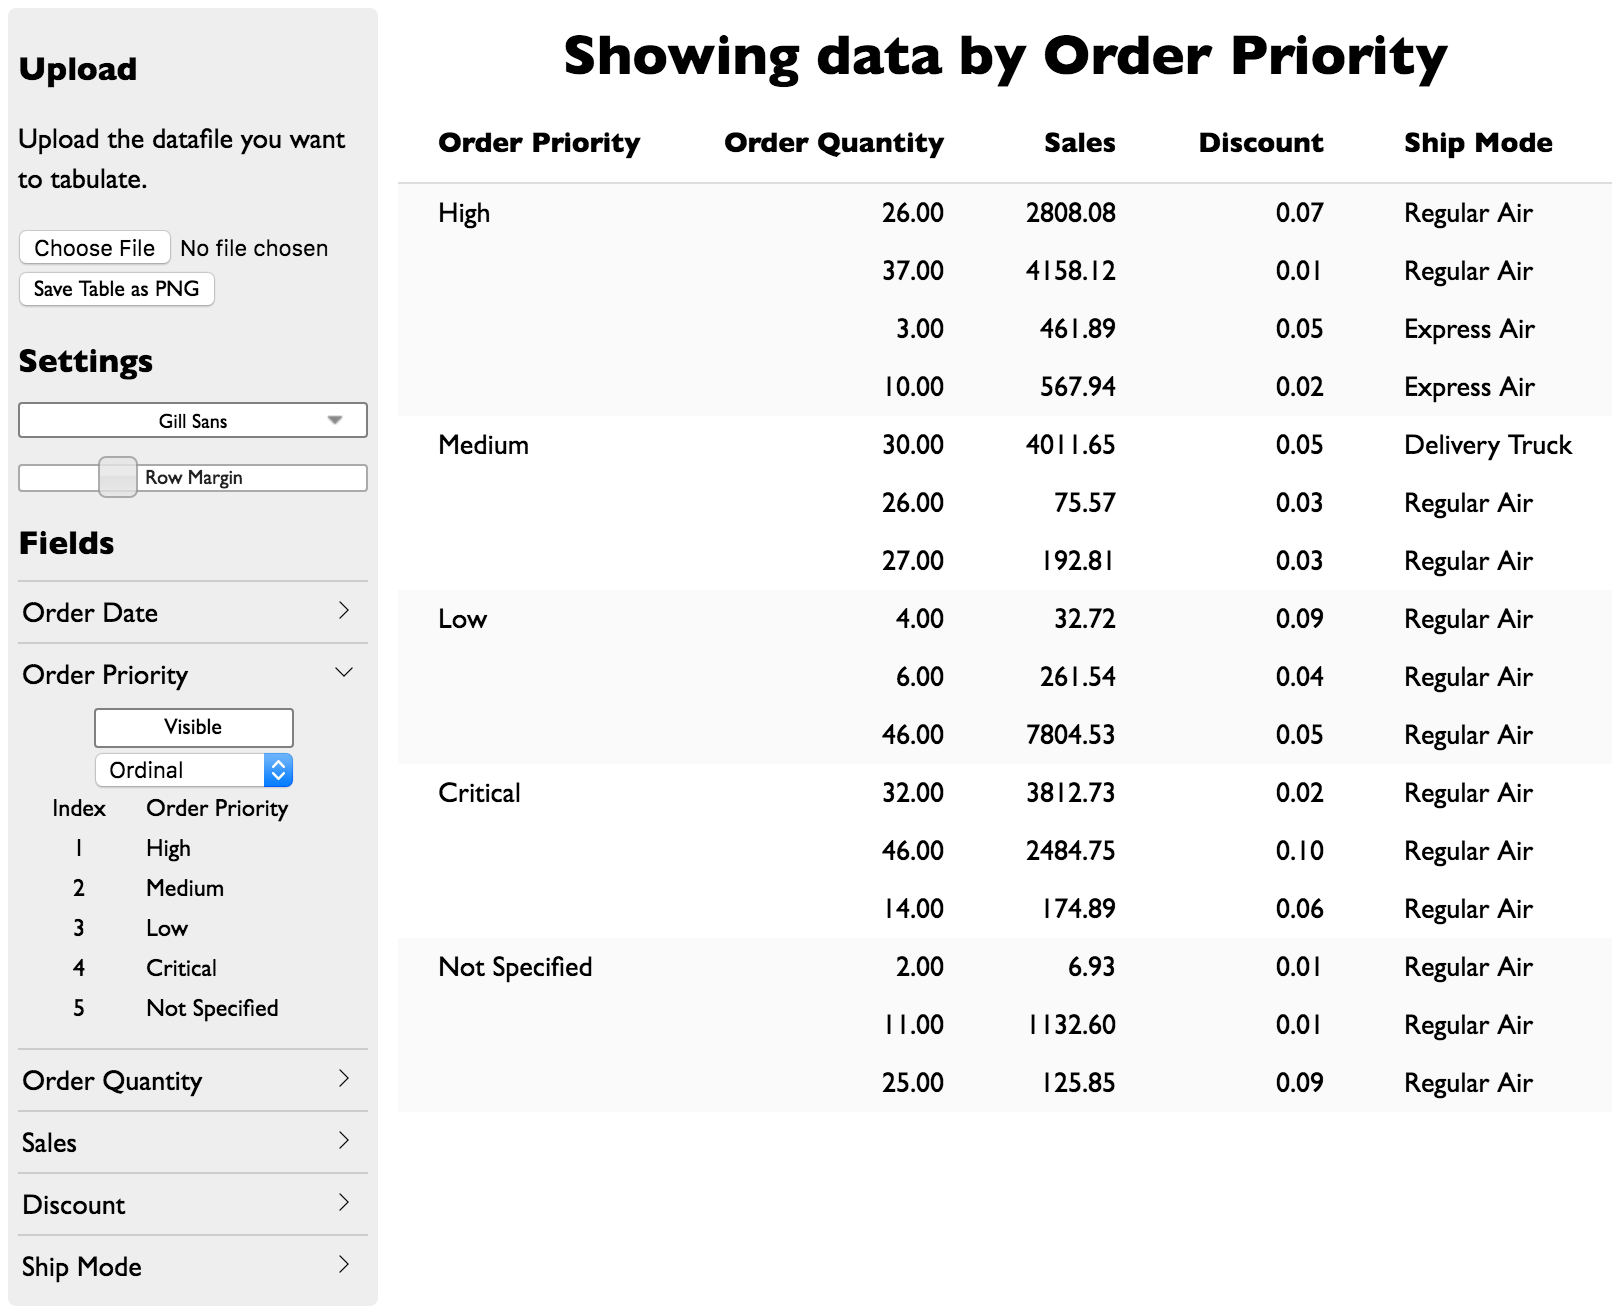 Upload
Upload the datafile you want
to tabulate.
Choose File No file chosen
Save Table as PNG
Settings
Gill Sans
Row Margin
Fields
Order Date
Order Priority
Visible
Ordinal
Index Order Priority
1 High
2 Medium
3 Low
4 Critical
5 Not Specified
Order Quantity
Sales
Discount
Ship Mode
Showing data by Order Priority
Order Priority Order Quantity Sales Discount Ship Mode
High 26.00 2808.08 0.07 Regular Air
37.00 4158.12 0.01 Regular Air
3.00 461.89 0.05 Express Air
10.00 567.94 0.02 Express Air
Medium 30.00 4011.65 0.05 Delivery Truck
26.00 75.57 0.03 Regular Air
27.00 192.81 0.03 Regular Air
Low 4.00 32.72 0.09 Regular Air
6.00 261.54 0.04 Regular Air
46.00 7804.53 0.05 Regular Air
Critical 32.00 3812.73 0.02 Regular Air
46.00 2484.75 0.10 Regular Air
14.00 174.89 0.06 Regular Air
Not Specified 2.00 6.93 0.01 Regular Air
11.00 1132.60 0.01 Regular Air
25.00 125.85 0.09 Regular Air